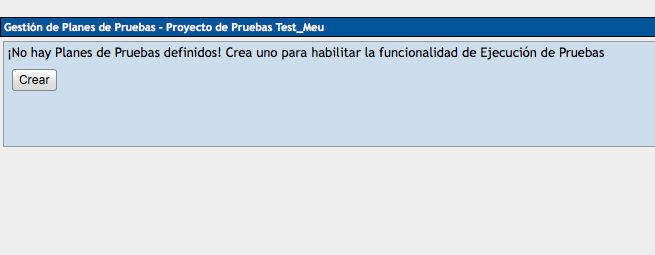 Gestión de Planes de Pruebas - Proyecto de Pruebas Test_Meu
¡No hay Planes de Pruebas definidos! Crea uno para habilitar la funcionalidad de Ejecución de Pruebas
Crear